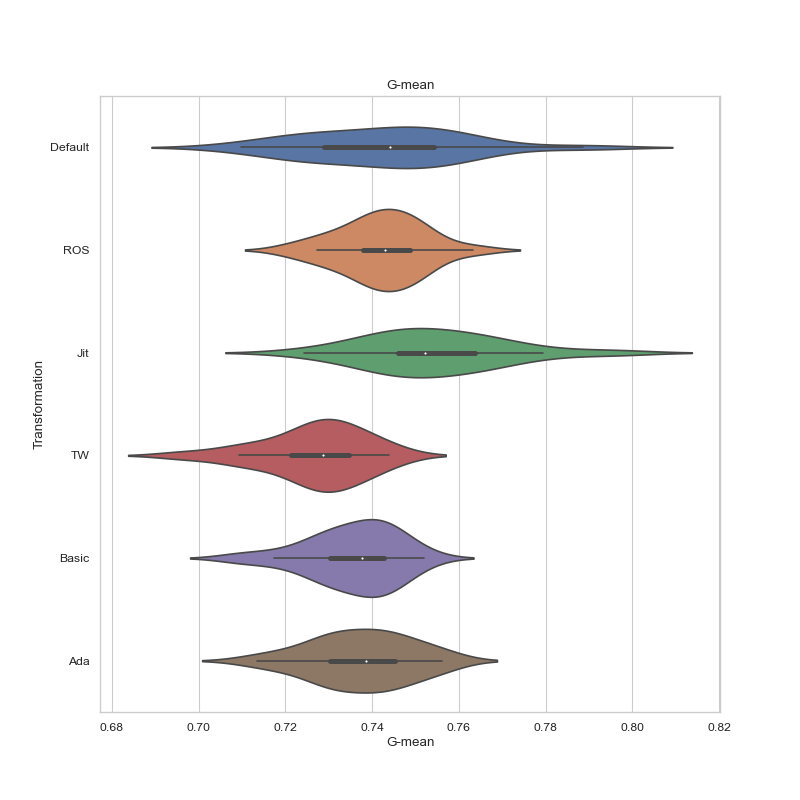 G-mean
Default
ROS
Jit
TW
Basic
Ada
Transformation
0.68 0.70 0.72 0.74 0.76 0.78 0.80 0.82
G-mean